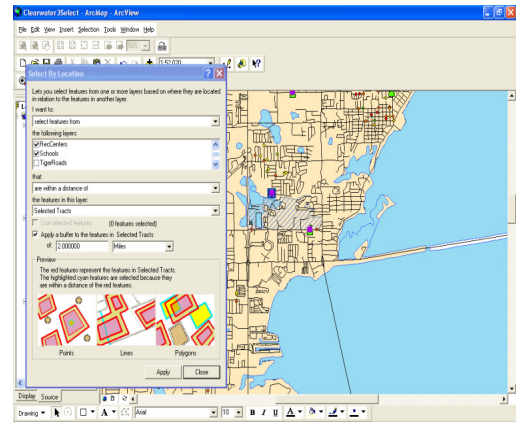 Clearwater3Select - ArcMap - ArcView
File Edit View Insert Selection Tools Window Help
50%
1:52,020
Select By Location
Lets you select features from one or more layers based on where they are located
in relation to the features in another layer.
I want to:
select features from
the following layers:
RecCenters
Schools
TigerRoads
that:
are within a distance of
the features in this layer:
Selected Tracts
Use selected features (0 features selected)
Apply a buffer to the features in Selected Tracts
of: 2.000000 Miles
Preview
The red features represent the features in Selected Tracts.
The highlighted cyan features are selected because they
are within a distance of the red features.
Points Lines Polygons
Apply Close
Display Source
Drawing A Arial 10 B I U A